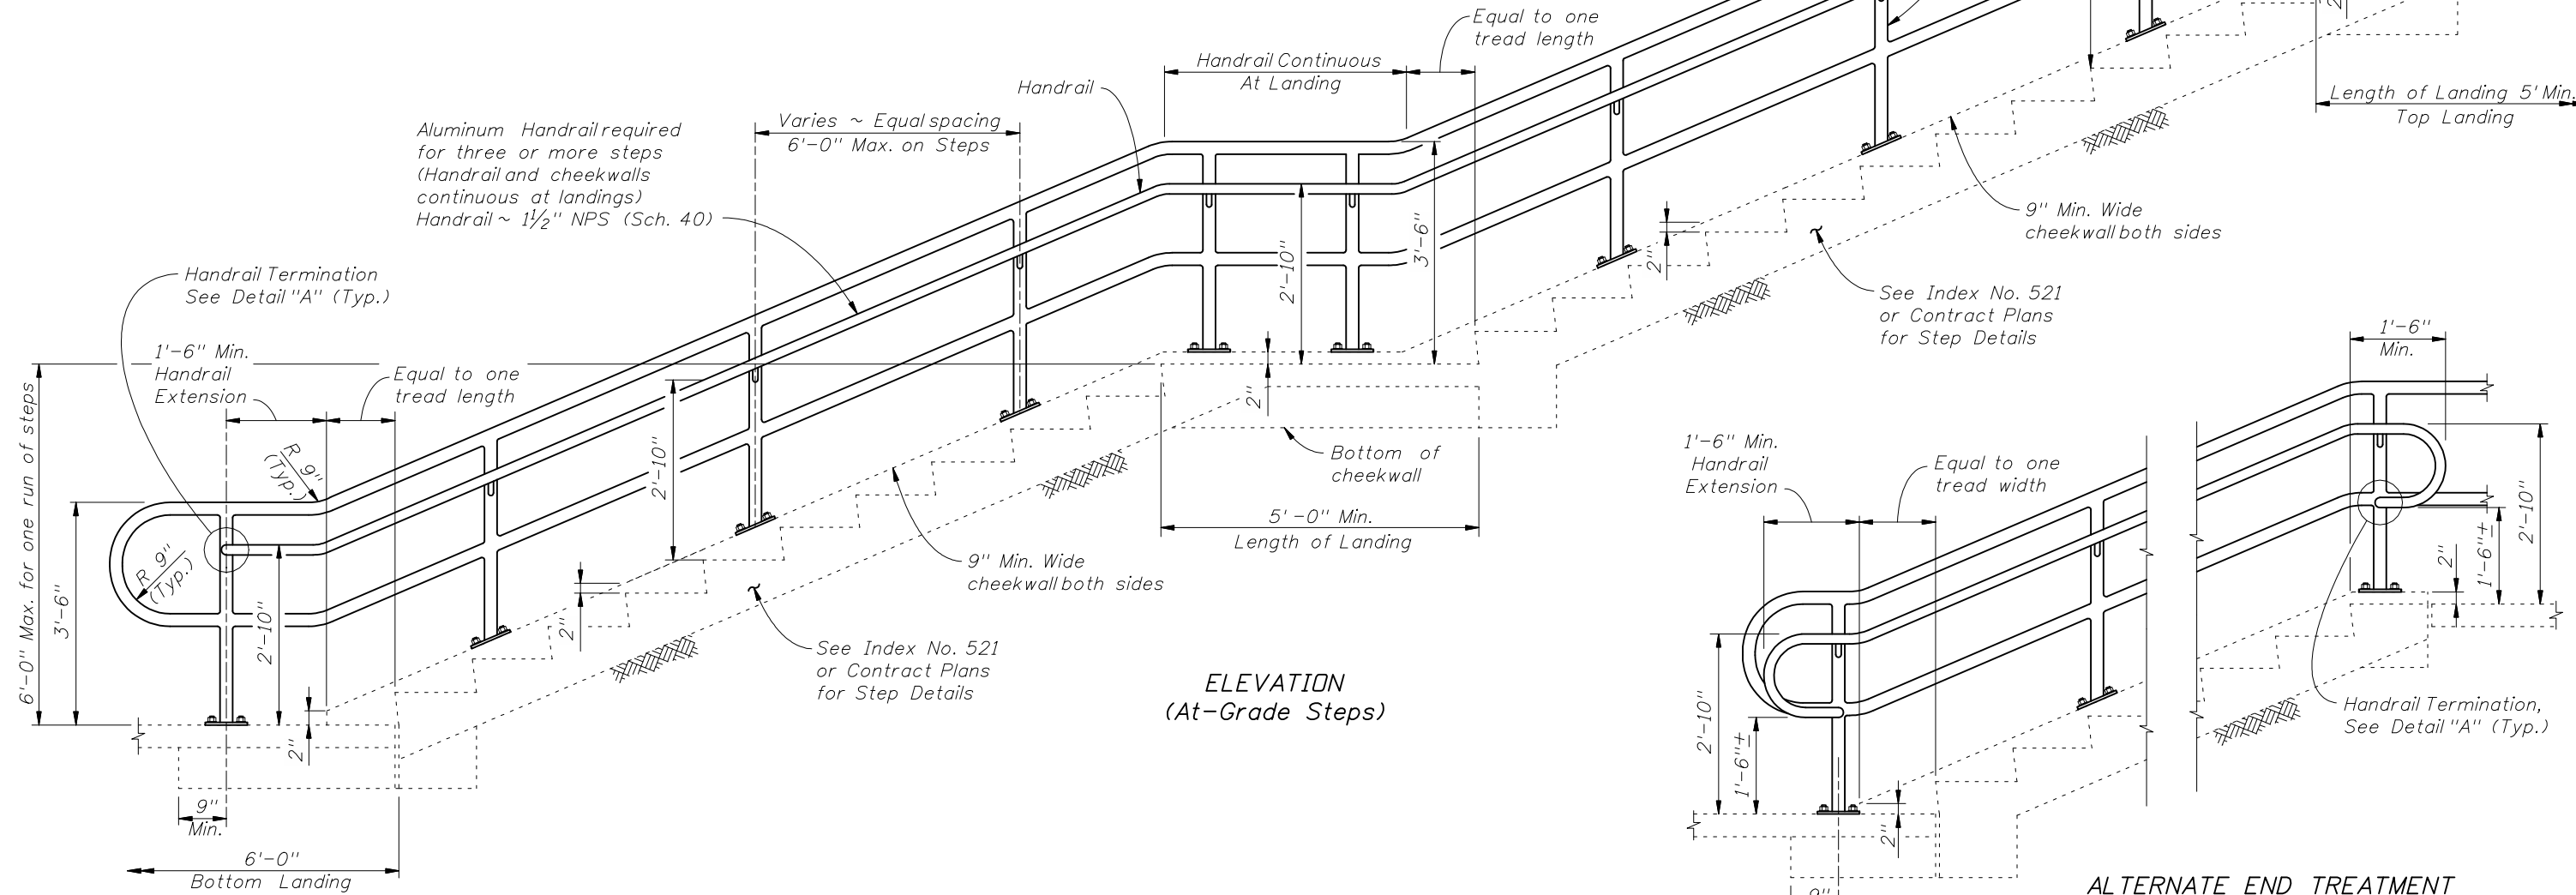 Equal to one
tread length
Handrail Continuous
At Landing
Handrail
Varies ~ Equal spacing
6'-0" Max. on Steps
Aluminum Handrail required
for three or more steps
(Handrail and cheekwalls
continuous at landings)
Handrail ~ 1½" NPS (Sch. 40)
Length of Landing 5' Min.
Top Landing
2"
9" Min. Wide
cheekwall both sides
Handrail Termination
See Detail "A" (Typ.)
1'-6" Min.
Handrail
Extension
Equal to one
tread length
R 9"
(Typ.)
R 9"
(Typ.)
6'-0" Max. for one run of steps
3'-6"
2'-10"
2"
9"
Min.
6'-0"
Bottom Landing
2'-10"
2"
2'-10"
3'-6"
2"
2"
Bottom of
cheekwall
5'-0" Min.
Length of Landing
9" Min. Wide
cheekwall both sides
See Index No. 521
or Contract Plans
for Step Details
See Index No. 521
or Contract Plans
for Step Details
ELEVATION
(At-Grade Steps)
1'-6" Min.
Handrail
Extension
Equal to one
tread width
1'-6"
Min.
2'-10"
1'-6"±
2"
2'-10"
1'-6"±
2"
9"
Handrail Termination,
See Detail "A" (Typ.)
ALTERNATE END TREATMENT